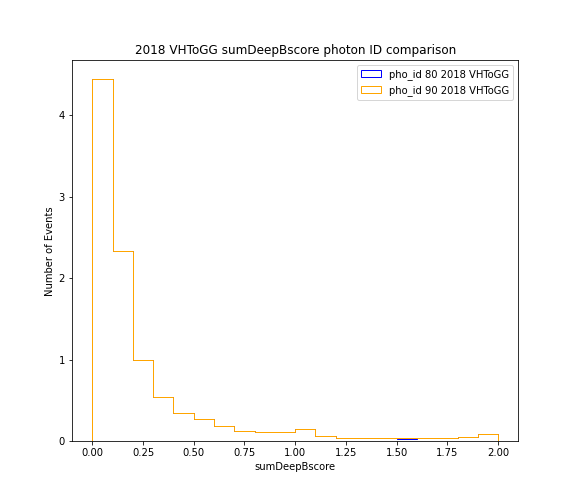 2018 VHToGG sumDeepBscore photon ID comparison
pho_id 80 2018 VHToGG
pho_id 90 2018 VHToGG
Number of Events
4
3
2
1
0
0.00 0.25 0.50 0.75 1.00 1.25 1.50 1.75 2.00
sumDeepBscore